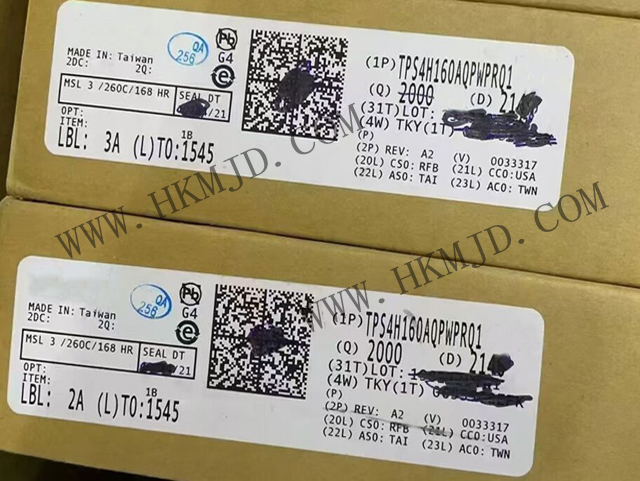 MADE IN: Taiwan
2DC: 2Q:
QA
256
Pb
G4
e
MSL 3 /260C/168 HR
SEAL DT
/21
OPT:
ITEM:
1B
LBL: 3A (L)TO:1545
(1P) TPS4H160AQPWPRQ1
(Q) 2000 (D)
(31T)LOT:
(4W) TKY(1T)
(P)
(2P) REV: A2 (V) 0033317
(20L) CSO: RFB (21L) CCO:USA
(22L) ASO: TAI (23L) ACO: TWN
WWW.HKMJD.COM
MADE IN: Taiwan
2DC: 2Q:
QA
256
Pb
G4
e
MSL 3 /260C/168 HR
SEAL DT
/21
OPT:
ITEM:
1B
LBL: 2A (L)TO:1545
(1P) TPS4H160AQPWPRQ1
(Q) 2000 (D)
(31T)LOT:
(4W) TKY(1T)
(P)
(2P) REV: A2 (V) 0033317
(20L) CSO: RFB (21L) CCO:USA
(22L) ASO: TAI (23L) ACO: TWN
WWW.HKMJD.COM